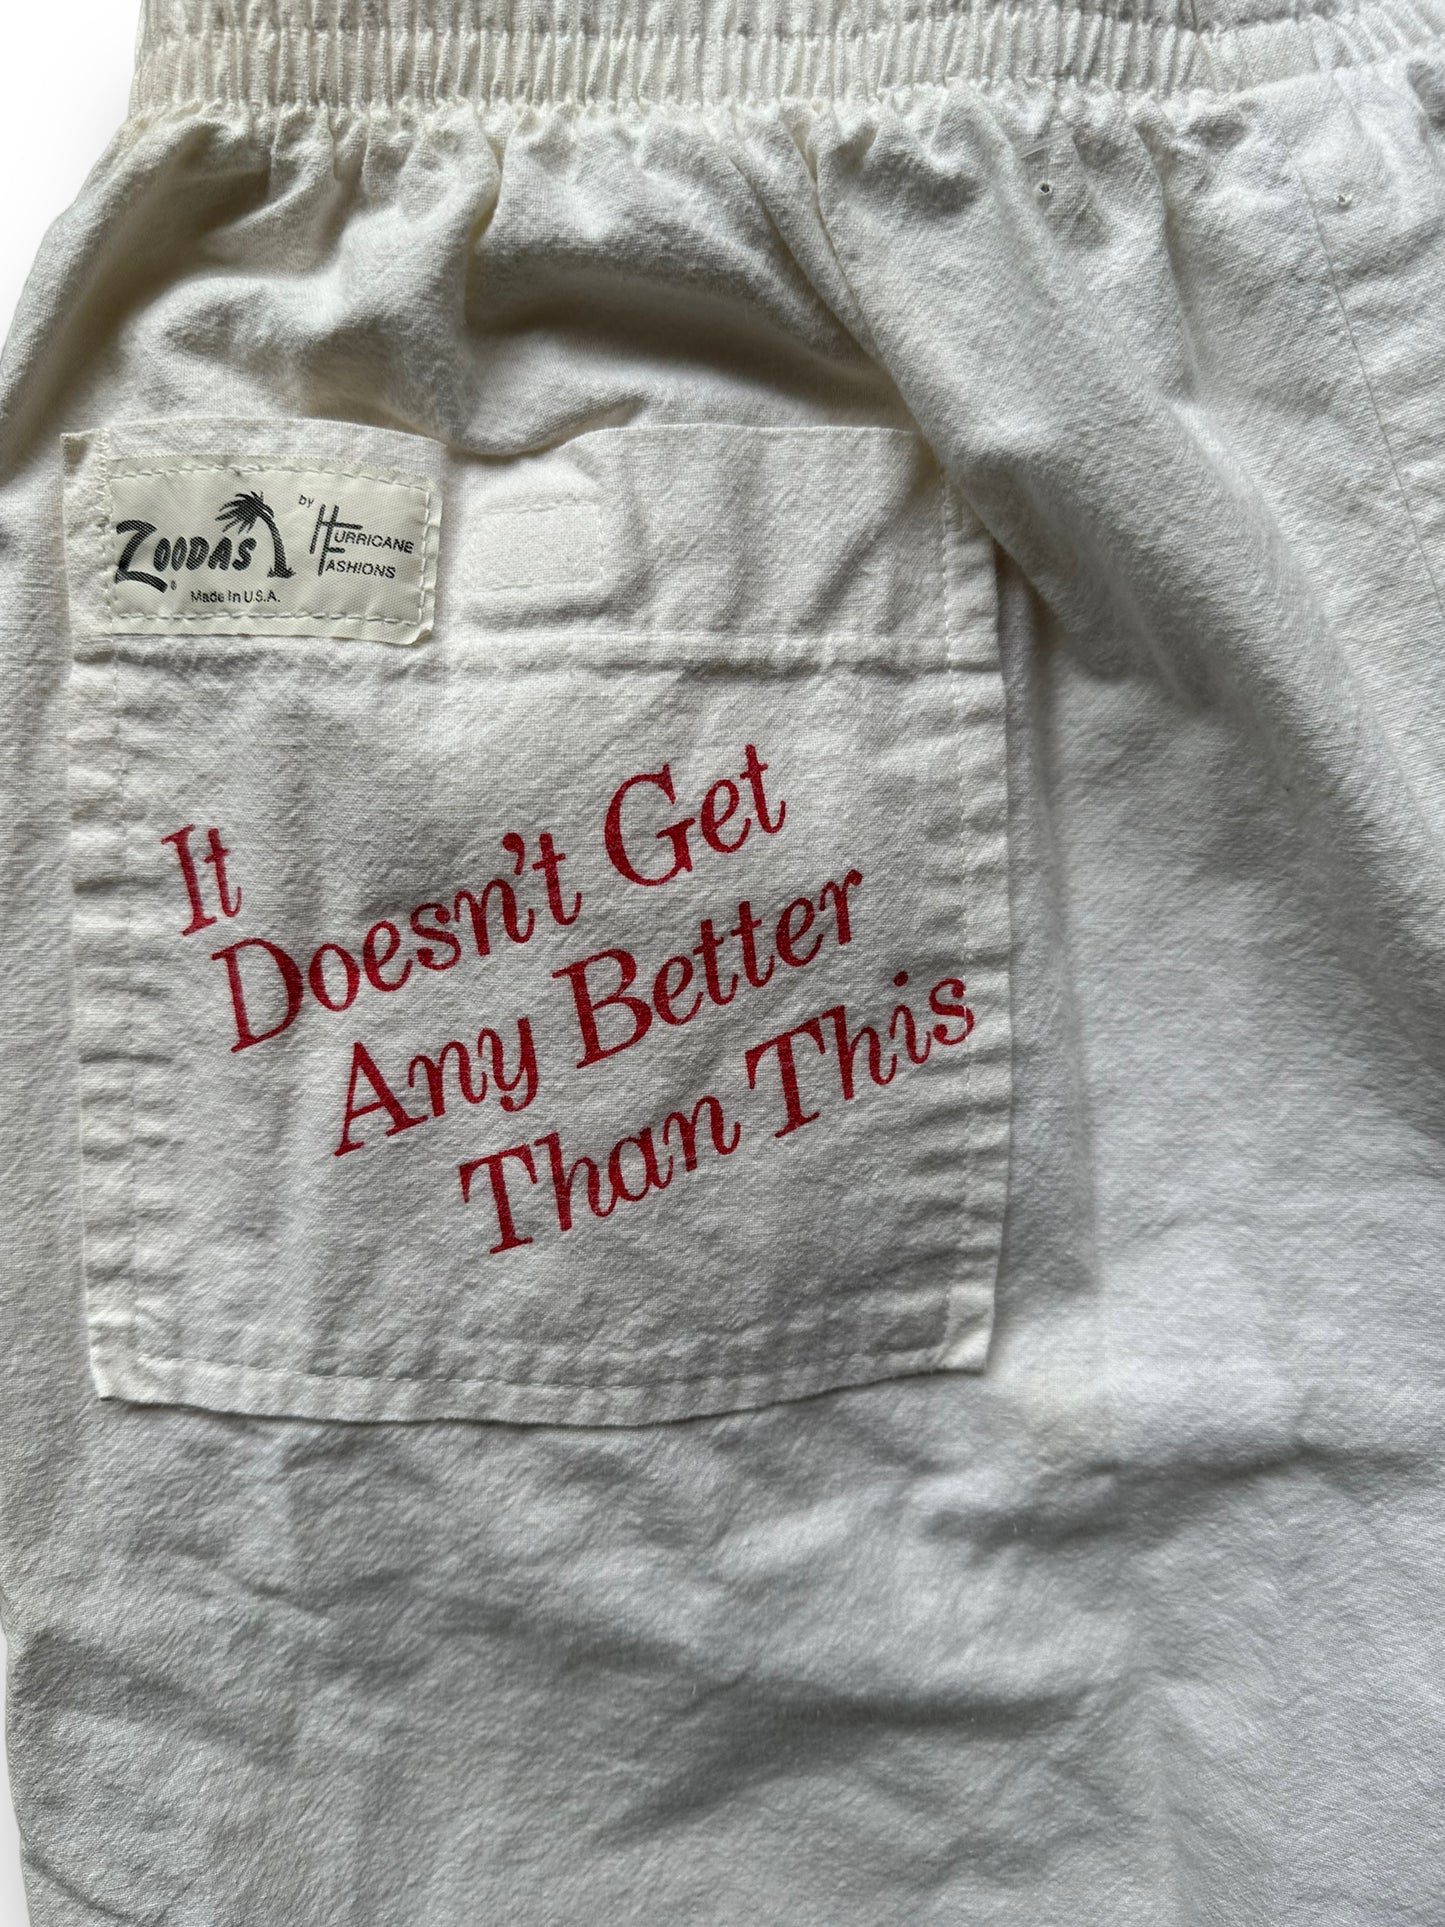 ZOODAS®
by HURRICANE
FASHIONS
Made In U.S.A.
It
Doesn't Get
Any Better
Than This